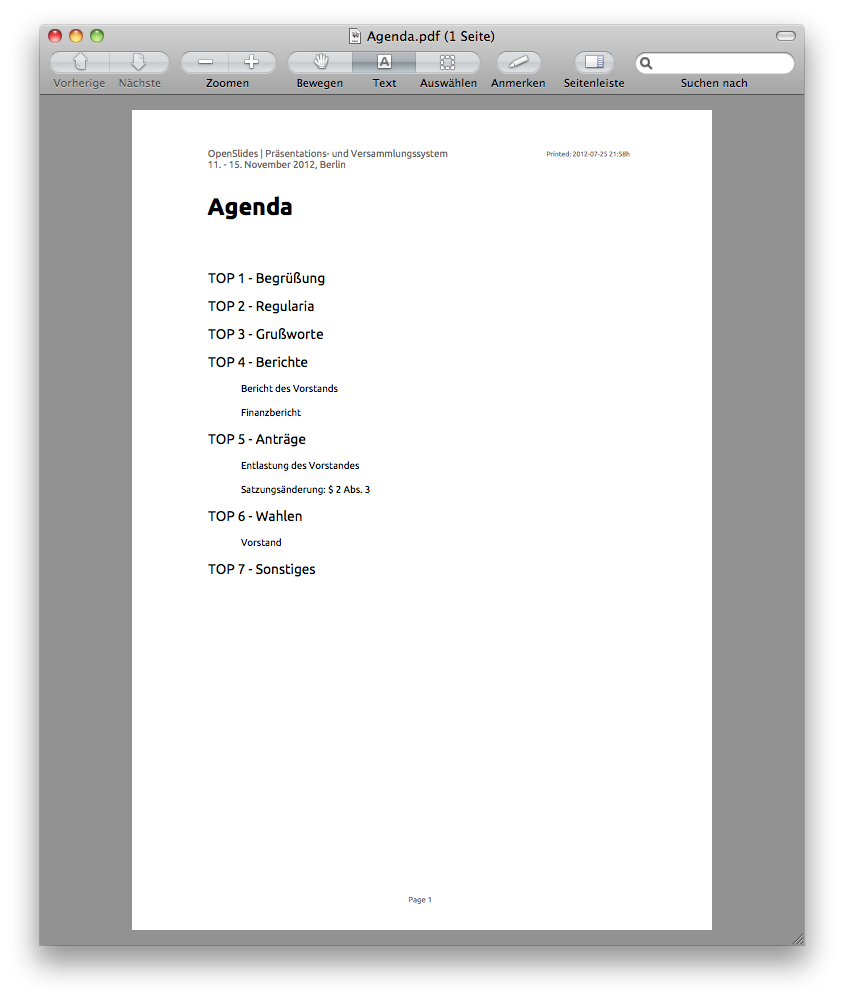 Agenda.pdf (1 Seite)
Vorherige Nächste Zoomen Bewegen A Text Auswählen Anmerken Seitenleiste Suchen nach
OpenSlides | Präsentations- und Versammlungssystem Printed: 2012-07-25 21:58h
11. - 15. November 2012, Berlin
Agenda
TOP 1 - Begrüßung
TOP 2 - Regularia
TOP 3 - Grußworte
TOP 4 - Berichte
Bericht des Vorstands
Finanzbericht
TOP 5 - Anträge
Entlastung des Vorstandes
Satzungsänderung: $ 2 Abs. 3
TOP 6 - Wahlen
Vorstand
TOP 7 - Sonstiges
Page 1